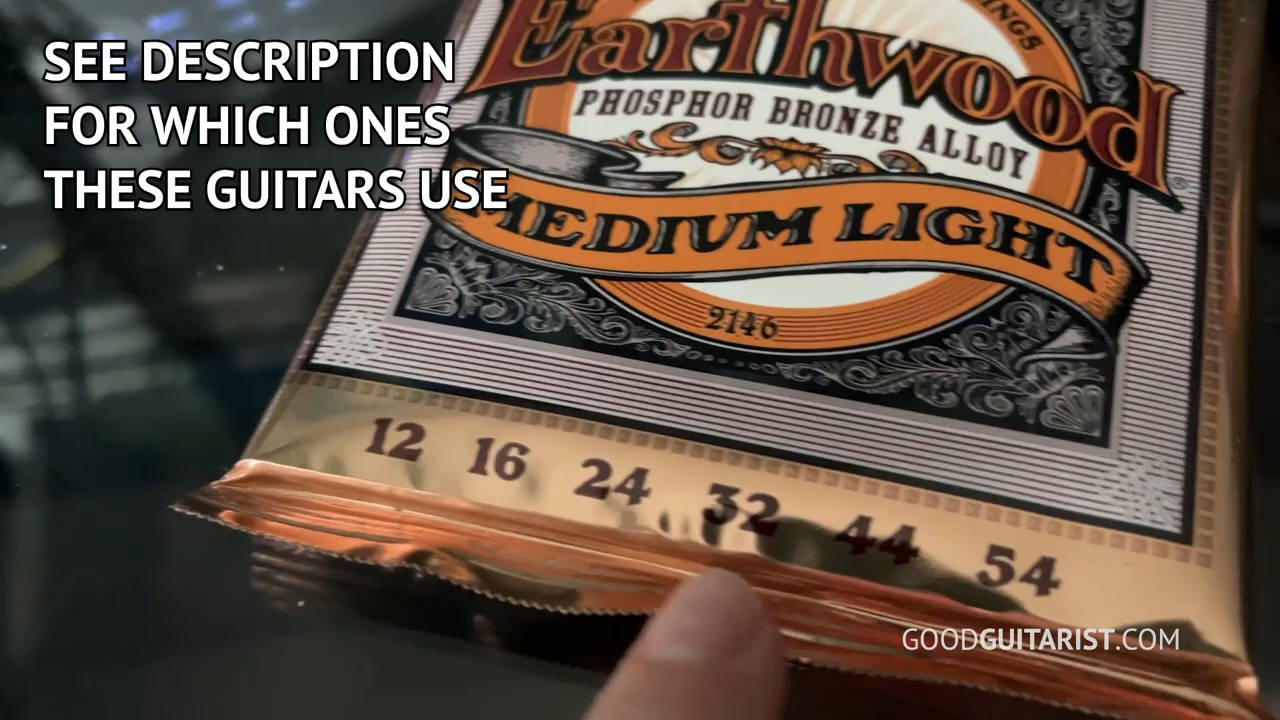 SEE DESCRIPTION
FOR WHICH ONES
THESE GUITARS USE
INGS
Earthwood
PHOSPHOR BRONZE ALLOY
MEDIUM LIGHT
2146
12 16 24 32 44 54
GOODGUITARIST.COM